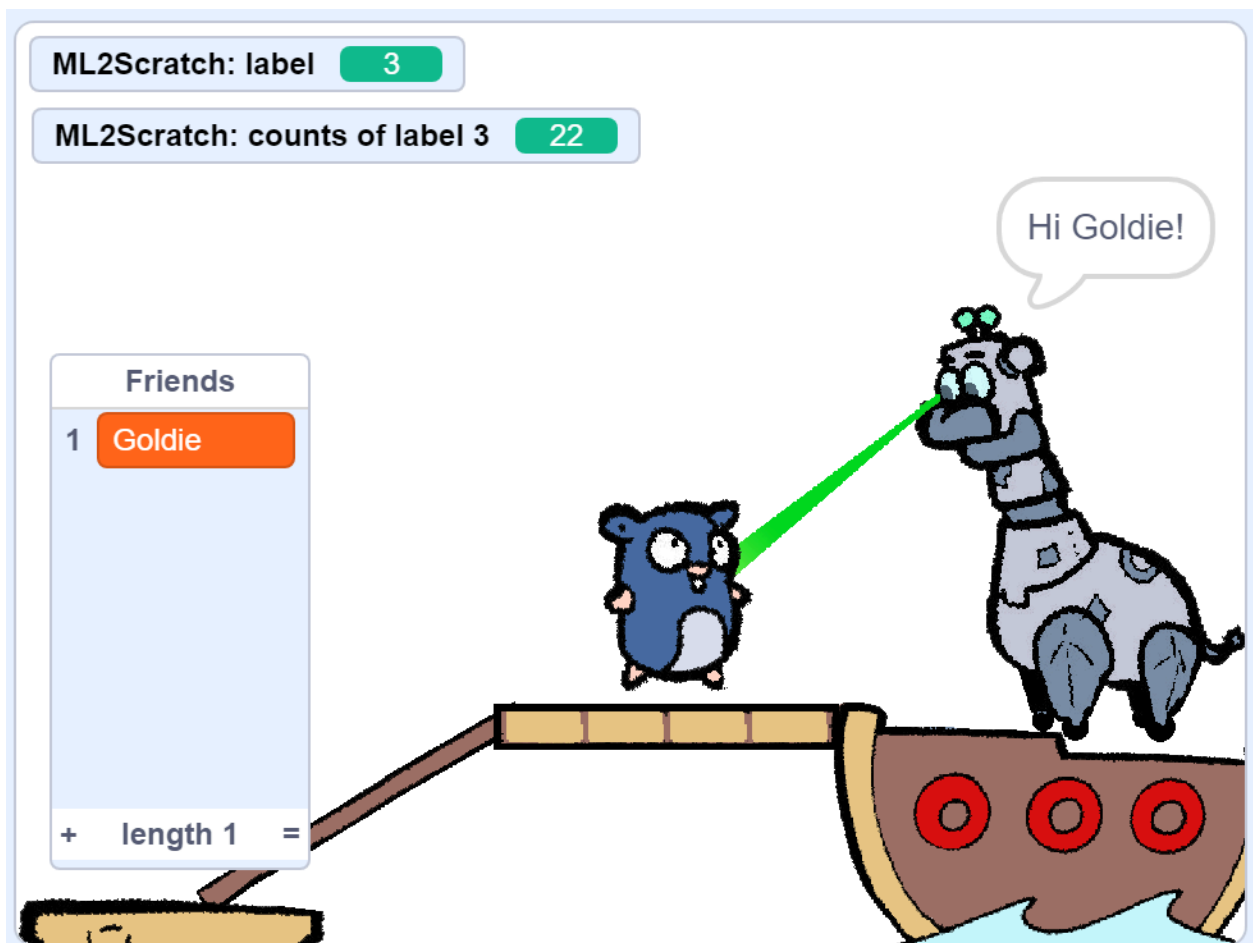 ML2Scratch: label 3
ML2Scratch: counts of label 3 22
Hi Goldie!
Friends
1 Goldie
+ length 1 =